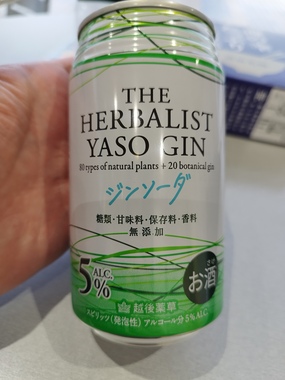 THE
HERBALIST
YASO GIN
80 types of natural plants + 20 botanical gin
ジンソーダ
糖類・甘味料・保存料・香料
無添加
5% ALC.
さけ
お酒
越後薬草
スピリッツ(発泡性) アルコール分5% ALC.